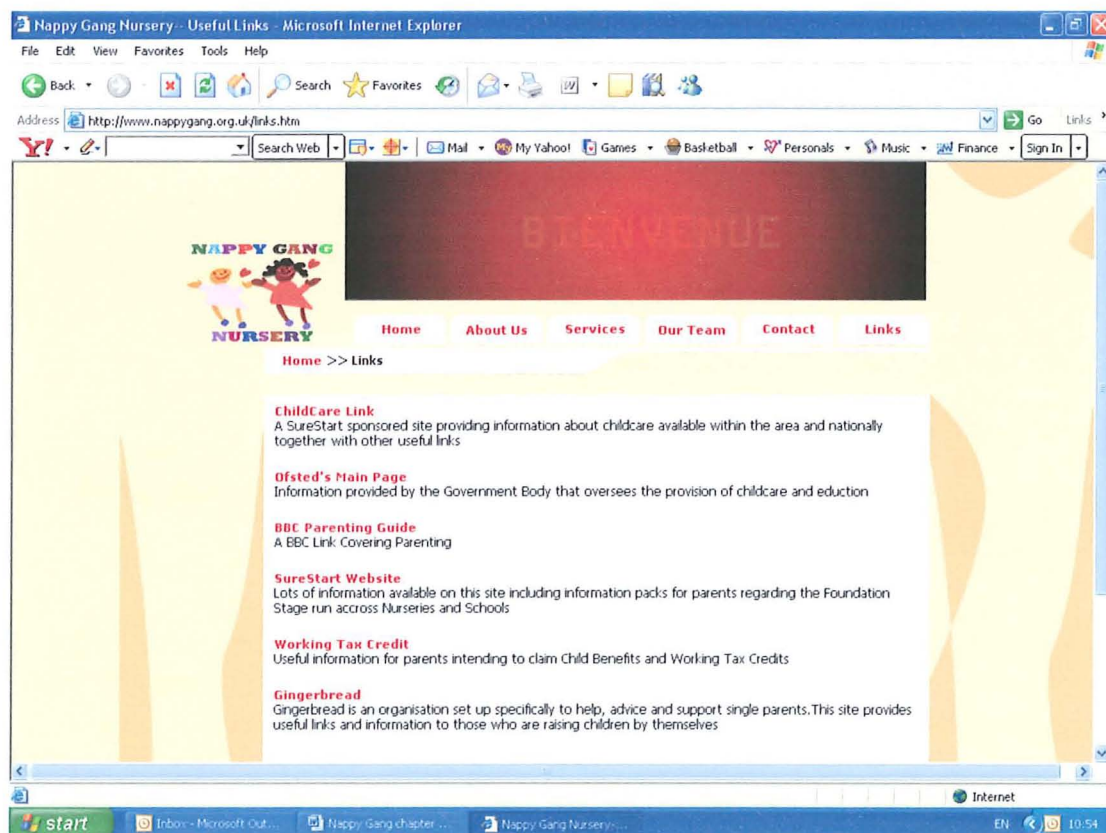 Nappy Gang Nursery-- Useful Links - Microsoft Internet Explorer
File Edit View Favorites Tools Help
Back Search Favorites
Address http://www.nappygang.org.uk/links.htm Go Links
Y! Search Web Mail My Yahoo! Games Basketball Personals Music Finance Sign In
BIENVENUE
NAPPY GANG
NURSERY
Home About Us Services Our Team Contact Links
Home >> Links
ChildCare Link
A SureStart sponsored site providing information about childcare available within the area and nationally
together with other useful links
Ofsted's Main Page
Information provided by the Government Body that oversees the provision of childcare and eduction
BBC Parenting Guide
A BBC Link Covering Parenting
SureStart Website
Lots of information available on this site including information packs for parents regarding the Foundation
Stage run accross Nurseries and Schools
Working Tax Credit
Useful information for parents intending to claim Child Benefits and Working Tax Credits
Gingerbread
Gingerbread is an organisation set up specifically to help, advice and support single parents.This site provides
useful links and information to those who are raising children by themselves
Internet
start Inbox - Microsoft Out... Nappy Gang chapter ... Nappy Gang Nursery-... EN 10:54